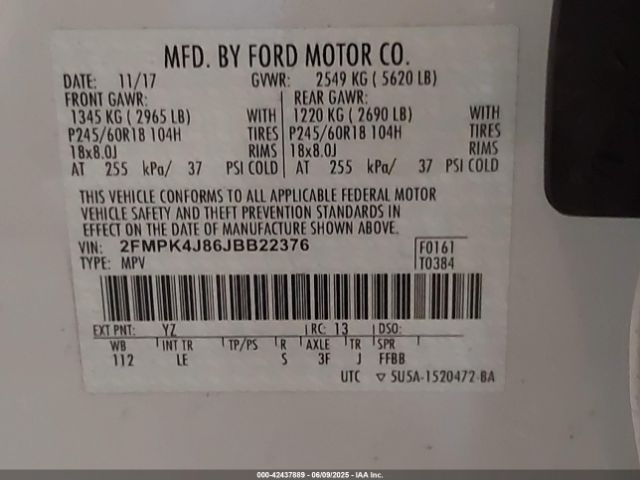 MFD. BY FORD MOTOR CO.
DATE: 11/17 GVWR: 2549 KG ( 5620 LB)
FRONT GAWR: REAR GAWR:
1345 KG ( 2965 LB) WITH 1220 KG ( 2690 LB) WITH
P245/60R18 104H TIRES P245/60R18 104H TIRES
18x8.0J RIMS 18x8.0J RIMS
AT 255 kPa/ 37 PSI COLD AT 255 kPa/ 37 PSI COLD
THIS VEHICLE CONFORMS TO ALL APPLICABLE FEDERAL MOTOR
VEHICLE SAFETY AND THEFT PREVENTION STANDARDS IN
EFFECT ON THE DATE OF MANUFACTURE SHOWN ABOVE.
VIN: 2FMPK4J86JBB22376 F0161
TYPE: MPV T0384
EXT PNT: YZ RC: 13 DSO:
WB INT TR TP/PS R AXLE TR SPR
112 LE S 3F J FFBB
UTC ▽ 5U5A-1520472-BA
000-42437889 - 06/09/2025 - IAAI.com